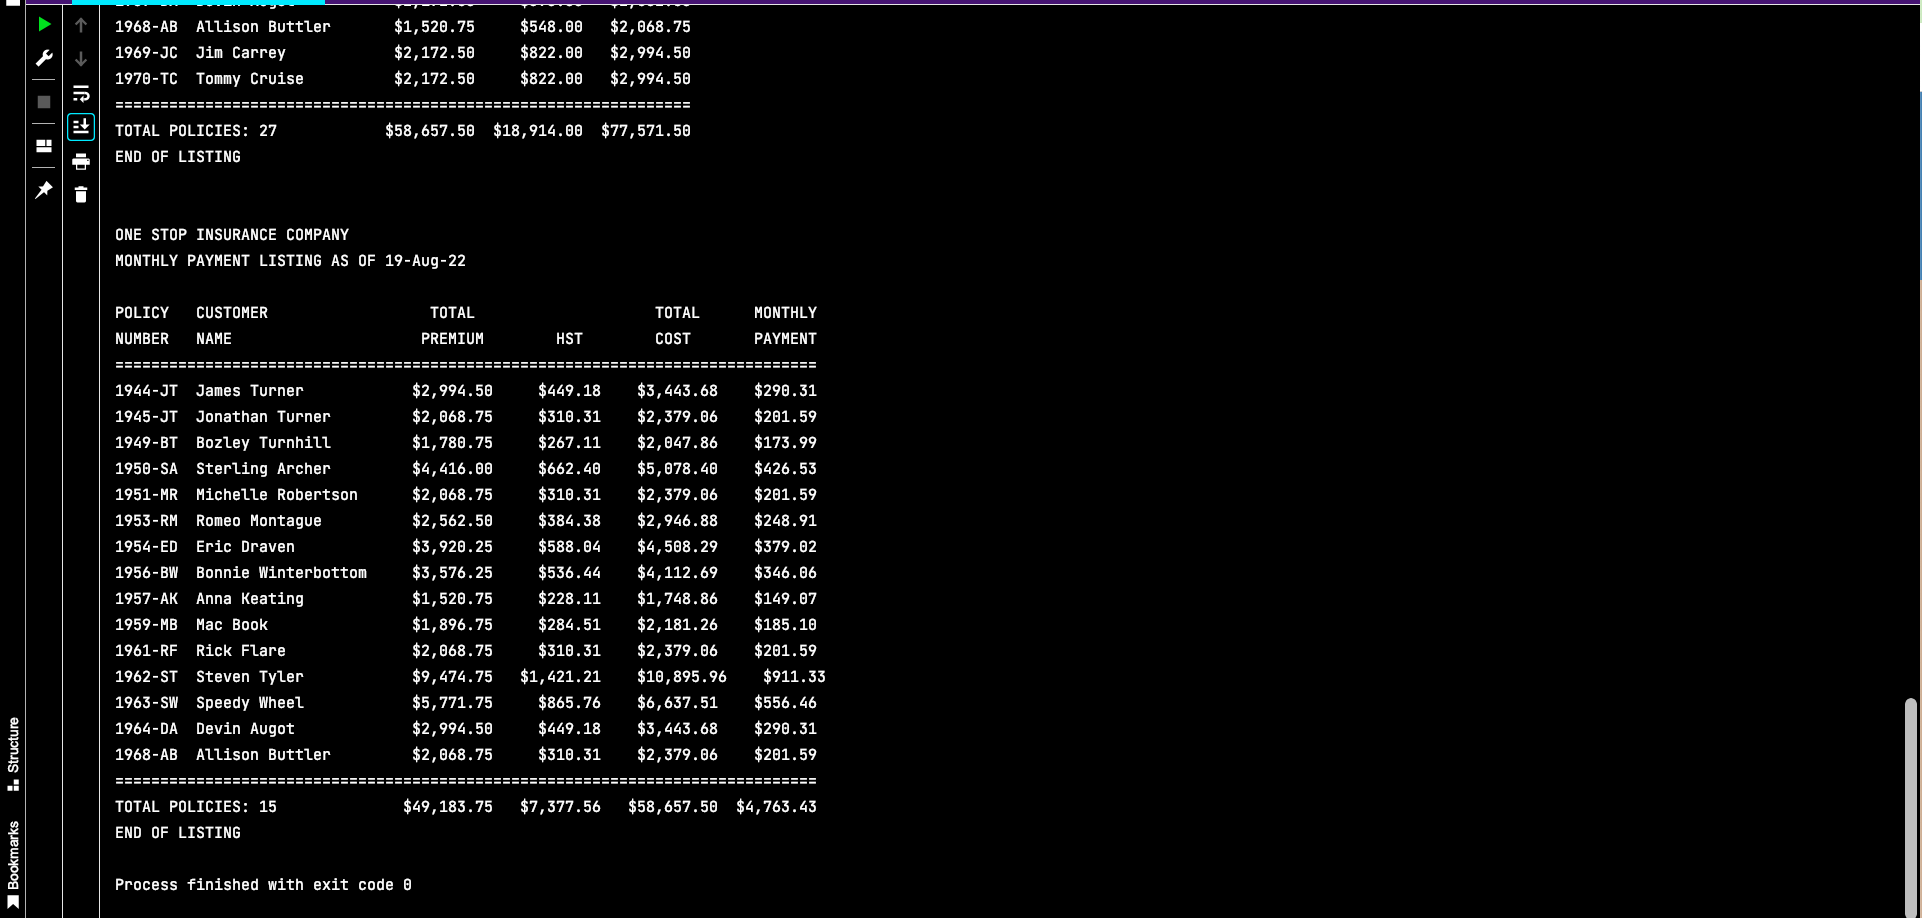 1968-AB  Allison Buttler       $1,520.75     $548.00   $2,068.75
1969-JC  Jim Carrey            $2,172.50     $822.00   $2,994.50
1970-TC  Tommy Cruise          $2,172.50     $822.00   $2,994.50
================================================================
TOTAL POLICIES: 27            $58,657.50  $18,914.00  $77,571.50
END OF LISTING
ONE STOP INSURANCE COMPANY
MONTHLY PAYMENT LISTING AS OF 19-Aug-22
POLICY   CUSTOMER                  TOTAL                    TOTAL      MONTHLY
NUMBER   NAME                     PREMIUM        HST        COST       PAYMENT
==============================================================================
1944-JT  James Turner            $2,994.50     $449.18    $3,443.68    $290.31
1945-JT  Jonathan Turner         $2,068.75     $310.31    $2,379.06    $201.59
1949-BT  Bozley Turnhill         $1,780.75     $267.11    $2,047.86    $173.99
1950-SA  Sterling Archer         $4,416.00     $662.40    $5,078.40    $426.53
1951-MR  Michelle Robertson      $2,068.75     $310.31    $2,379.06    $201.59
1953-RM  Romeo Montague          $2,562.50     $384.38    $2,946.88    $248.91
1954-ED  Eric Draven             $3,920.25     $588.04    $4,508.29    $379.02
1956-BW  Bonnie Winterbottom     $3,576.25     $536.44    $4,112.69    $346.06
1957-AK  Anna Keating            $1,520.75     $228.11    $1,748.86    $149.07
1959-MB  Mac Book                $1,896.75     $284.51    $2,181.26    $185.10
1961-RF  Rick Flare              $2,068.75     $310.31    $2,379.06    $201.59
1962-ST  Steven Tyler            $9,474.75   $1,421.21    $10,895.96    $911.33
1963-SW  Speedy Wheel            $5,771.75     $865.76    $6,637.51    $556.46
1964-DA  Devin Augot             $2,994.50     $449.18    $3,443.68    $290.31
1968-AB  Allison Buttler         $2,068.75     $310.31    $2,379.06    $201.59
==============================================================================
TOTAL POLICIES: 15              $49,183.75   $7,377.56   $58,657.50  $4,763.43
END OF LISTING
Process finished with exit code 0
Structure
Bookmarks